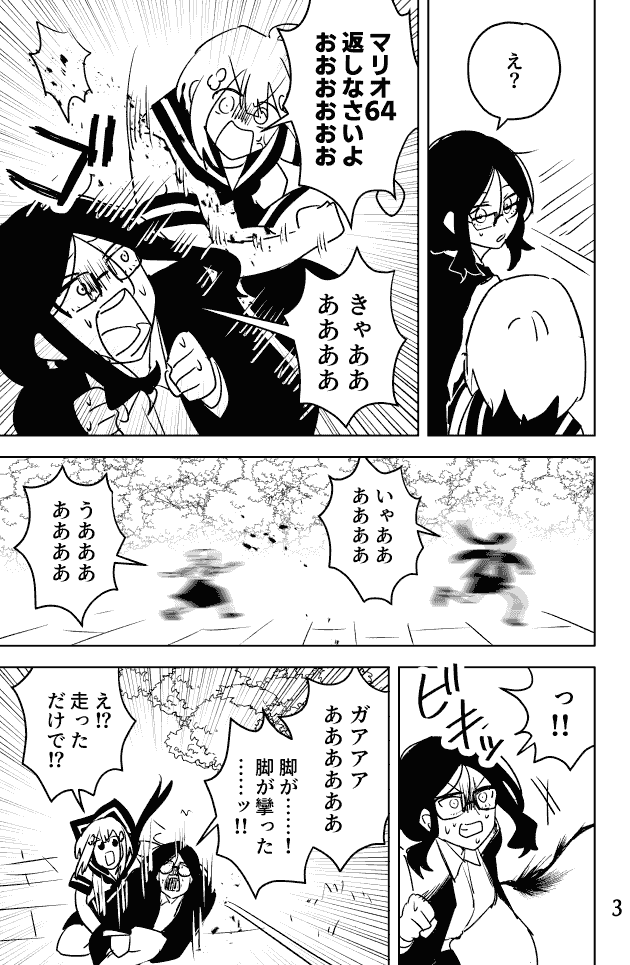 え？
マリオ64
返しなさいよ
おおおおおお
ゴ
きゃああ
ああああ
いゃああ
ああああ
うああああ
ああああ
っ!!
ビキッ
ガアアア
ああああああ
脚が……！
脚が攣った
……ッ!!
え!?
走った
だけで!?
3